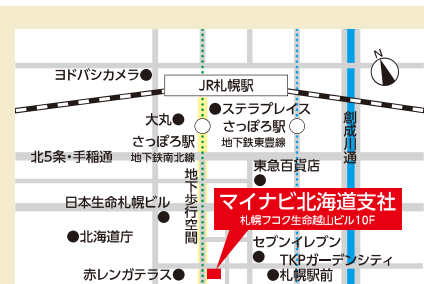 N
ヨドバシカメラ
JR札幌駅
ステラプレイス
大丸
さっぽろ駅
地下鉄南北線
さっぽろ駅
地下鉄東豊線
創成川通
北5条・手稲通
東急百貨店
地下歩行空間
日本生命札幌ビル
マイナビ北海道支社
札幌フコク生命越山ビル10F
北海道庁
セブンイレブン
TKPガーデンシティ
札幌駅前
赤レンガテラス